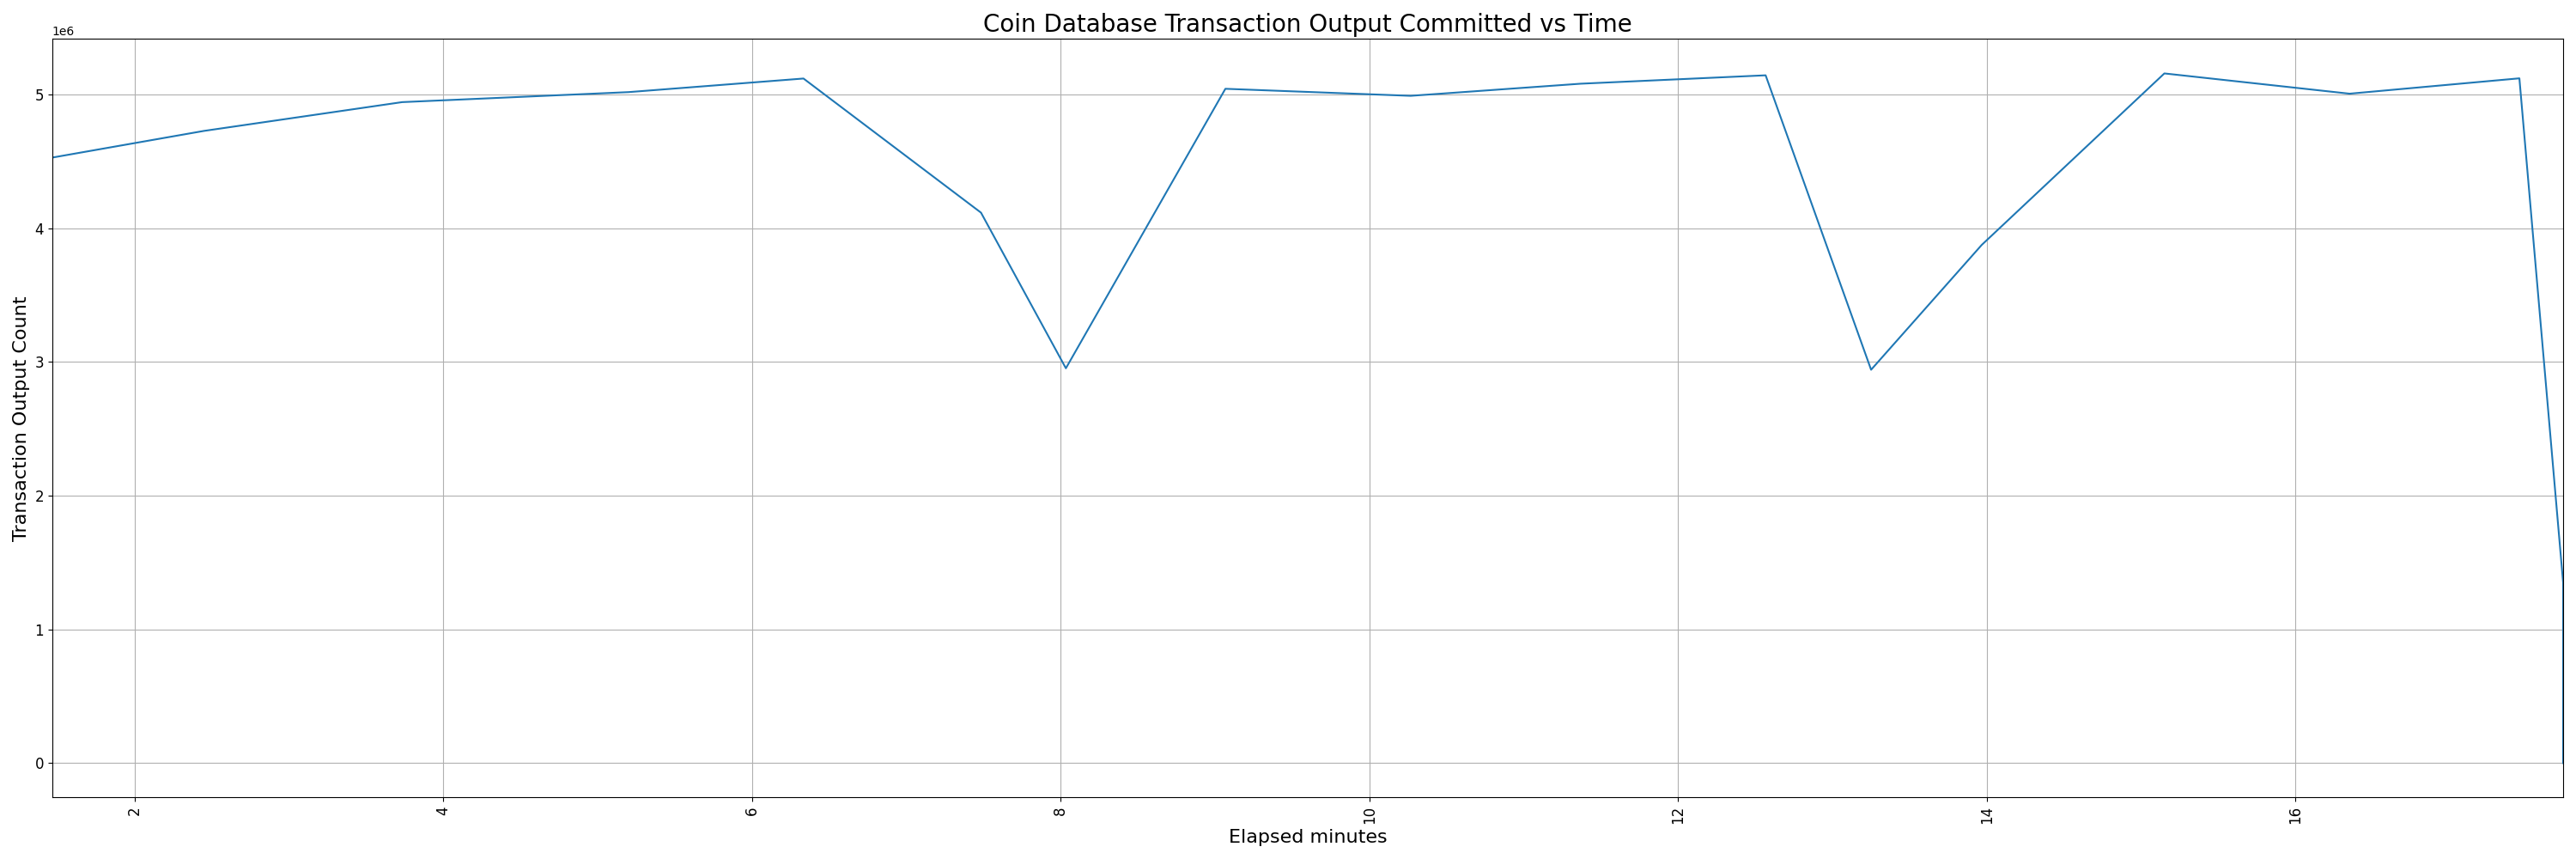 Coin Database Transaction Output Committed vs Time
1e6
5
4
3
2
1
0
Transaction Output Count
2 4 6 8 10 12 14 16
Elapsed minutes